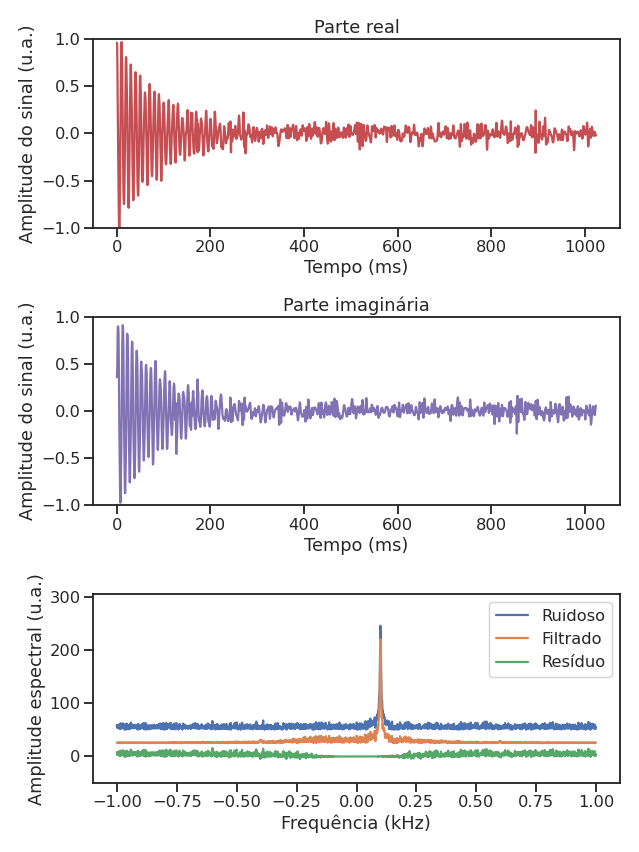 Parte real
Amplitude do sinal (u.a.)
1.0
0.5
0.0
−0.5
−1.0
0 200 400 600 800 1000
Tempo (ms)
Parte imaginária
Amplitude do sinal (u.a.)
1.0
0.5
0.0
−0.5
−1.0
0 200 400 600 800 1000
Tempo (ms)
Amplitude espectral (u.a.)
300
200
100
0
Ruidoso
Filtrado
Resíduo
−1.00 −0.75 −0.50 −0.25 0.00 0.25 0.50 0.75 1.00
Frequência (kHz)